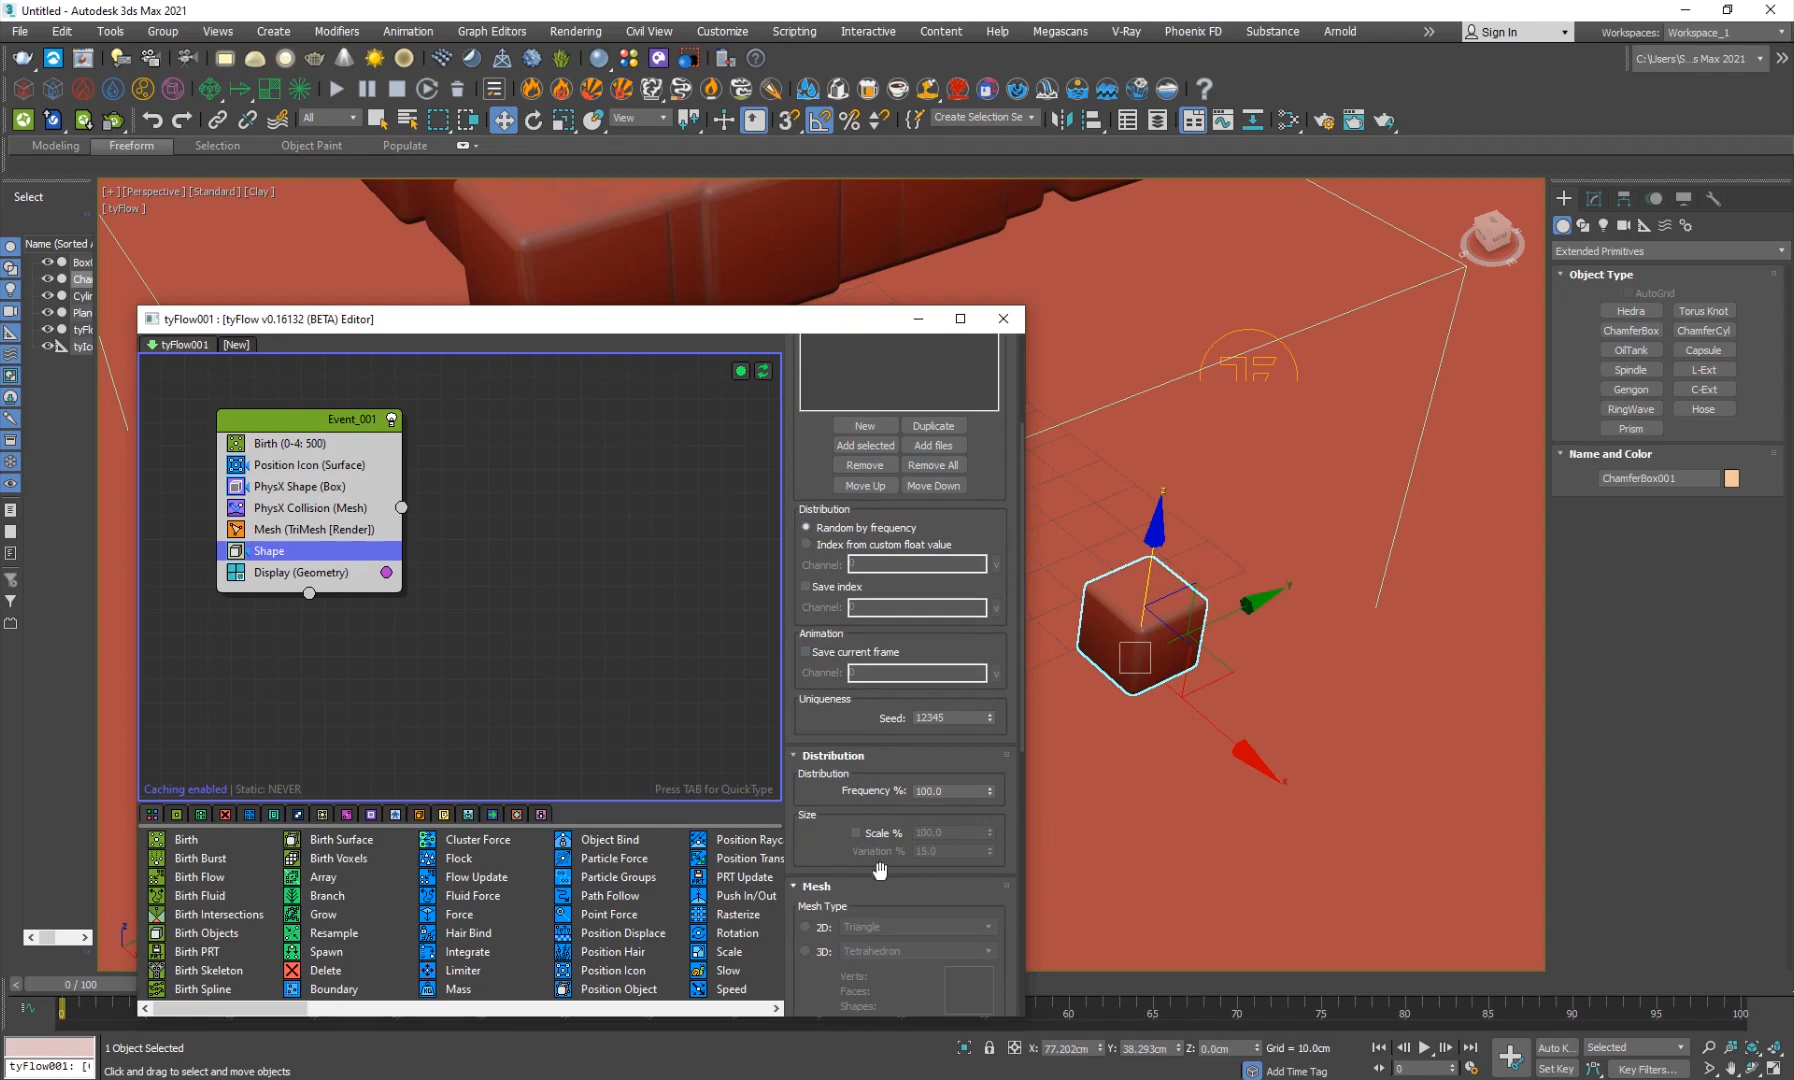 Untitled - Autodesk 3ds Max 2021
File Edit Tools Group Views Create Modifiers Animation Graph Editors Rendering Civil View Customize Scripting Interactive Content Help Megascans V-Ray Phoenix FD Substance Arnold
Sign In
Workspaces: Workspace_1
C:\Users\S...s Max 2021
All
View
Create Selection Se
Modeling Freeform Selection Object Paint Populate
[+] [Perspective] [Standard] [Clay]
[tyFlow]
Select
Name (Sorted A
Cylin
Plan
tyFl
Extended Primitives
Object Type
AutoGrid
Hedra Torus Knot
ChamferBox ChamferCyl
OilTank Capsule
Spindle L-Ext
Gengon C-Ext
RingWave Hose
Prism
Name and Color
ChamferBox001
tyFlow001 : [tyFlow v0.16132 (BETA) Editor]
tyFlow001 [New]
Event_001
Birth (0-4: 500)
Position Icon (Surface)
PhysX Shape (Box)
PhysX Collision (Mesh)
Mesh (TriMesh [Render])
Shape
Display (Geometry)
Caching enabled | Static: NEVER
Press TAB for QuickType
New Duplicate
Add selected Add files
Remove Remove All
Move Up Move Down
Distribution
Random by frequency
Index from custom float value
Channel:
Save index
Channel:
Animation
Save current frame
Channel:
Uniqueness
Seed: 12345
Distribution
Distribution
Frequency %: 100.0
Size
Scale % 100.0
Variation % 15.0
Mesh
Mesh Type
2D: Triangle
3D: Tetrahedron
Verts:
Faces:
Shapes:
Birth Birth Surface Cluster Force Object Bind Position Rayc
Birth Burst Birth Voxels Flock Particle Force Position Trans
Birth Flow Array Flow Update Particle Groups PRT Update
Birth Fluid Branch Fluid Force Path Follow Push In/Out
Birth Intersections Grow Force Point Force Rasterize
Birth Objects Resample Hair Bind Position Displace Rotation
Birth PRT Spawn Integrate Position Hair Scale
Birth Skeleton Delete Limiter Position Icon Slow
Birth Spline Boundary Mass Position Object Speed
0 / 100
0 60 65 70 75 80 85 90 95 100
1 Object Selected
Click and drag to select and move objects
tyFlow001: [
X: 77.202cm Y: 38.293cm Z: 0.0cm Grid = 10.0cm
Add Time Tag
0
Auto K... Selected
Set Key Key Filters...